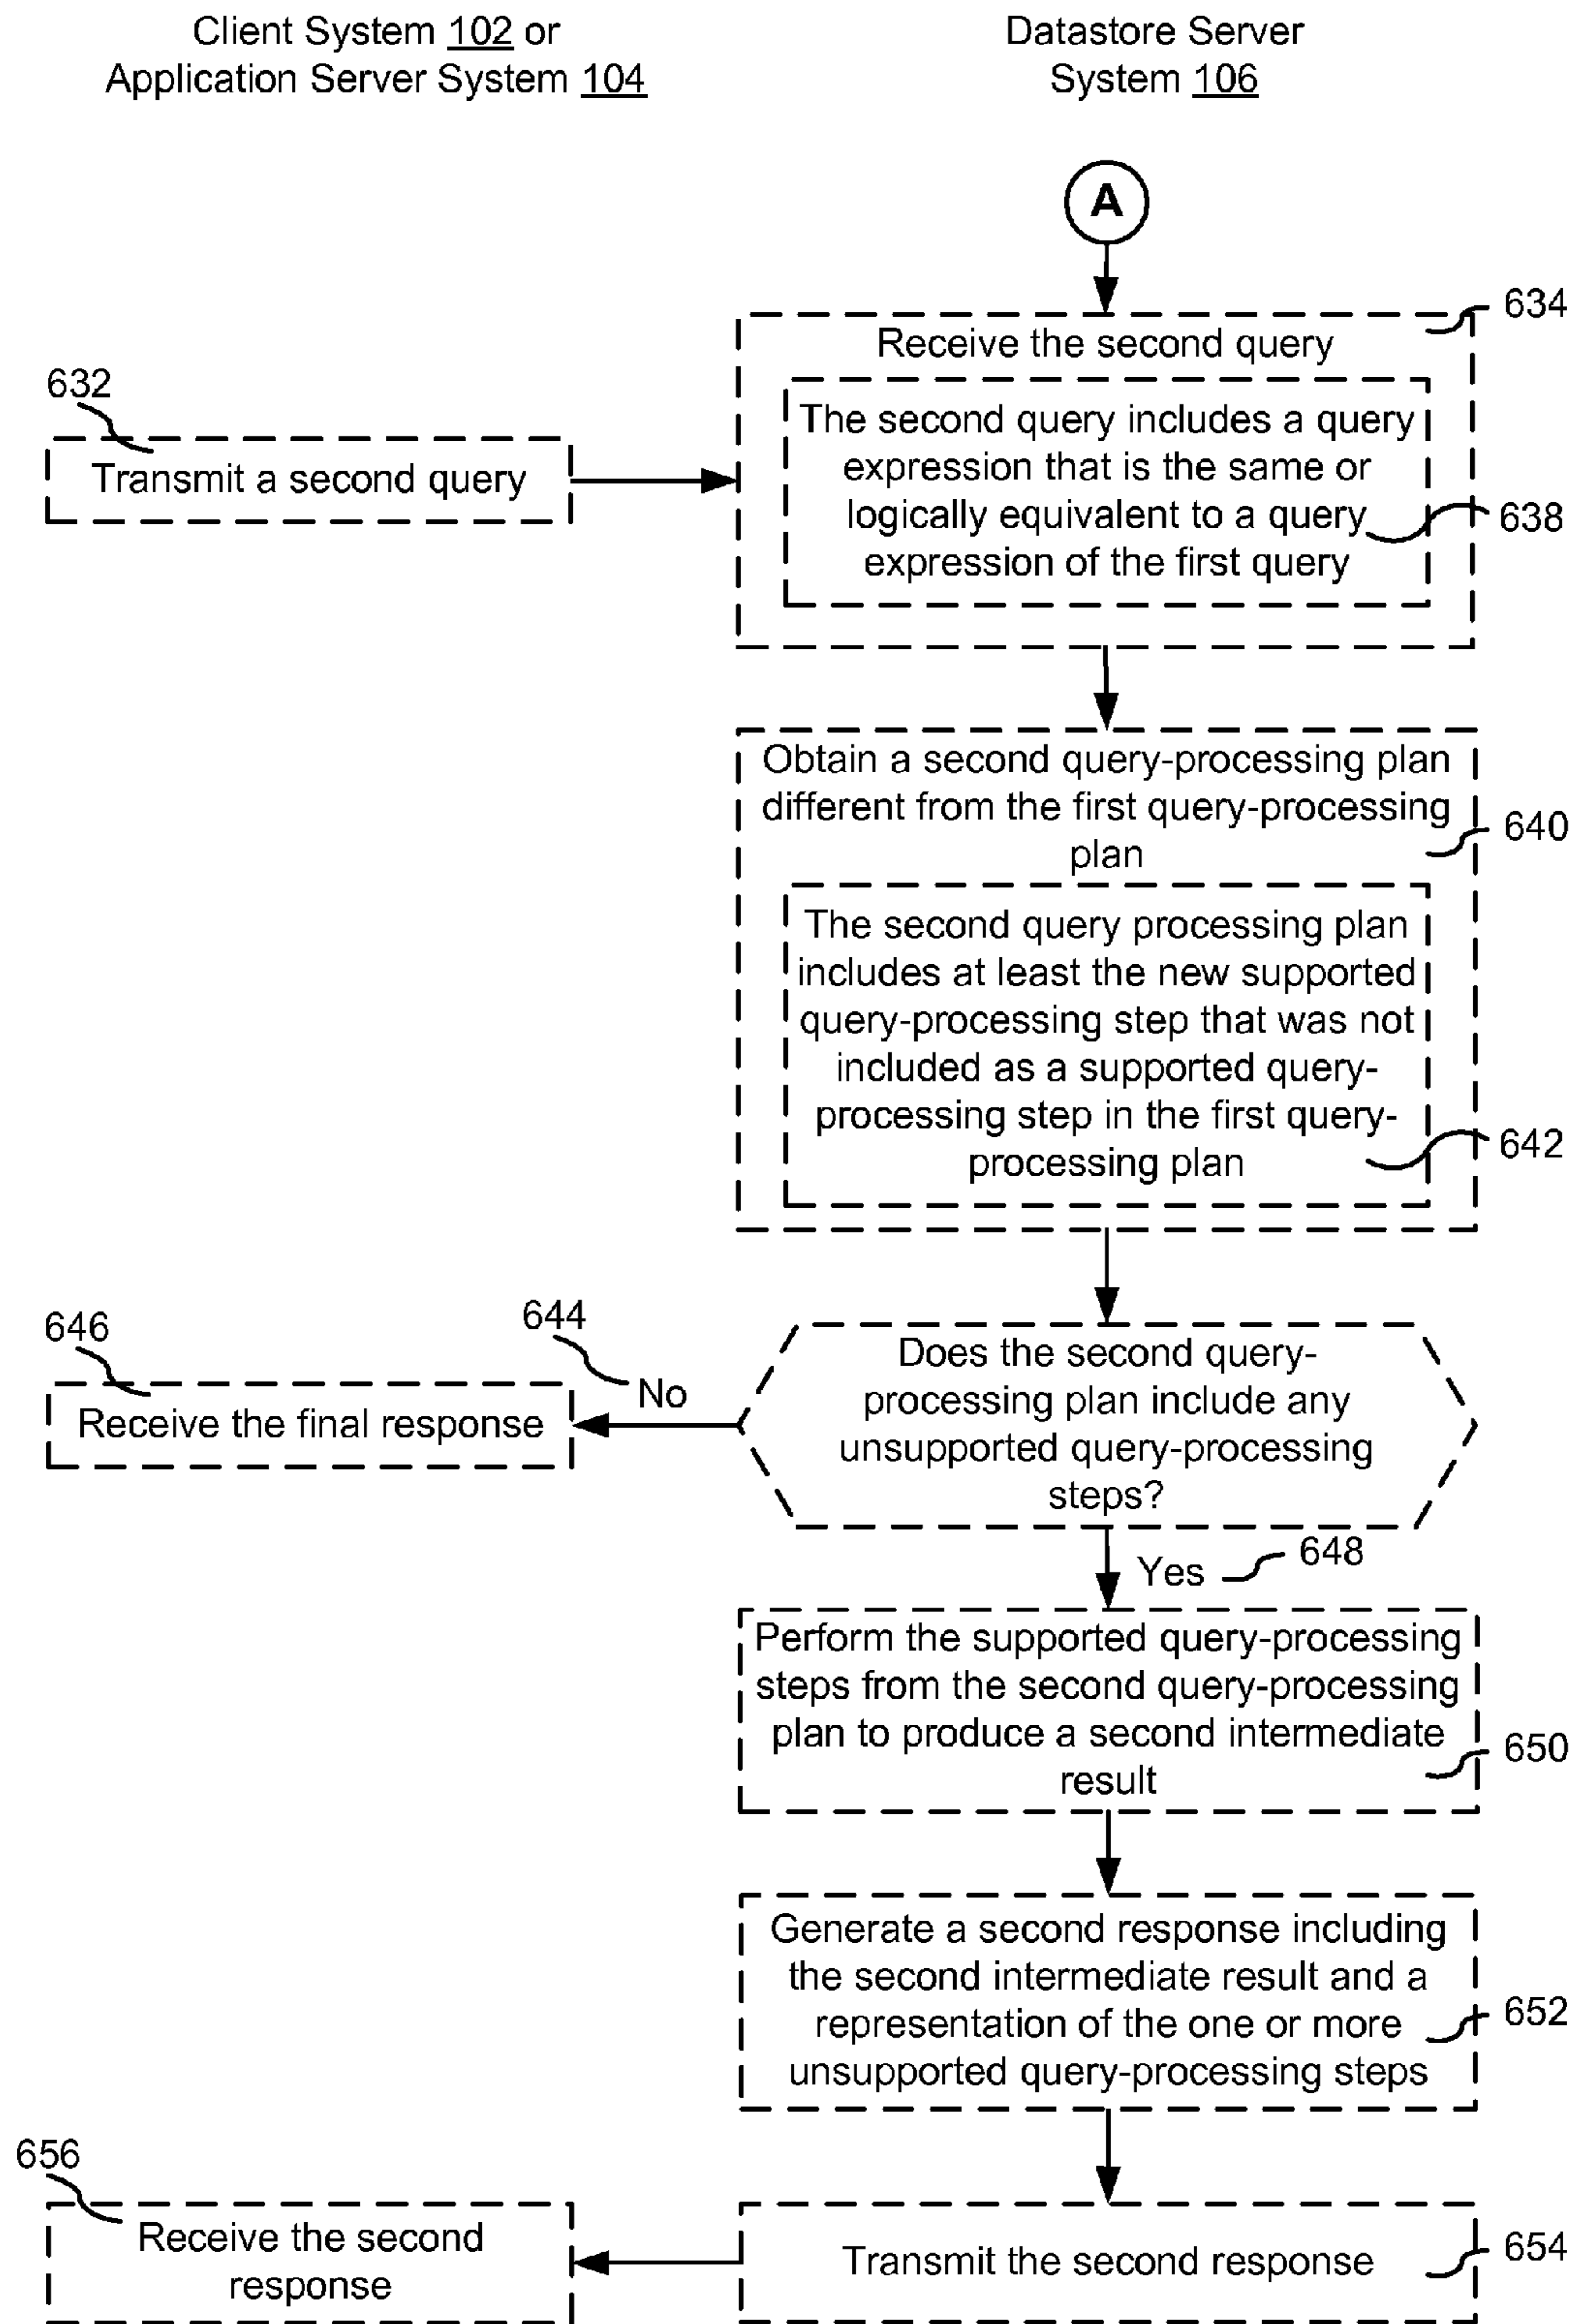 Client System 102 or
Application Server System 104
Datastore Server
System 106
A
634
Receive the second query
632
Transmit a second query
The second query includes a query
expression that is the same or
logically equivalent to a query
expression of the first query
638
Obtain a second query-processing plan
different from the first query-processing
plan
640
The second query processing plan
includes at least the new supported
query-processing step that was not
included as a supported query-
processing step in the first query-
processing plan
642
646
644
No
Receive the final response
Does the second query-
processing plan include any
unsupported query-processing
steps?
Yes
648
Perform the supported query-processing
steps from the second query-processing
plan to produce a second intermediate
result
650
Generate a second response including
the second intermediate result and a
representation of the one or more
unsupported query-processing steps
652
656
Receive the second
response
Transmit the second response
654